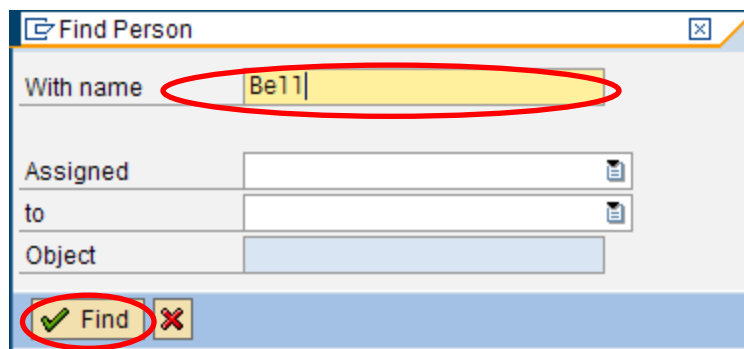 Find Person
With name Bell
Assigned
to
Object
Find